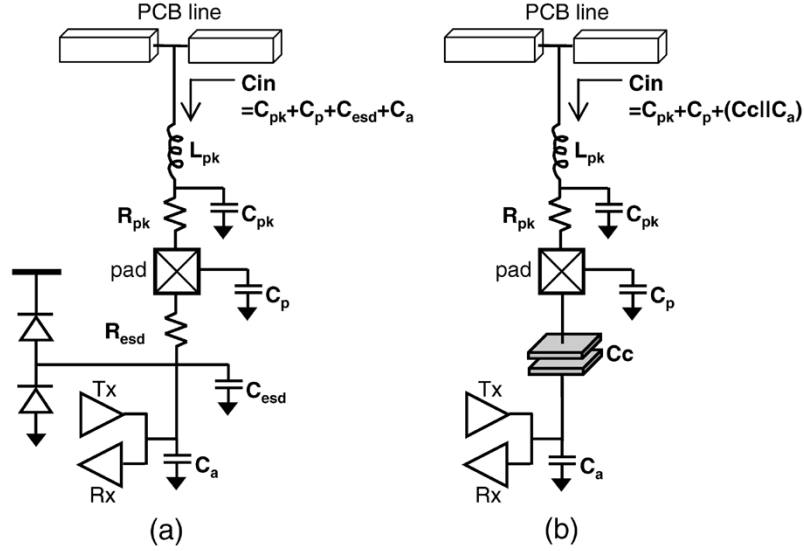 PCB line
Cin
=Cpk+Cp+Cesd+Ca
Lpk
Rpk
Cpk
pad
Cp
Resd
Cesd
Tx
Rx
Ca
(a)
PCB line
Cin
=Cpk+Cp+(Cc||Ca)
Lpk
Rpk
Cpk
pad
Cp
Cc
Tx
Rx
Ca
(b)